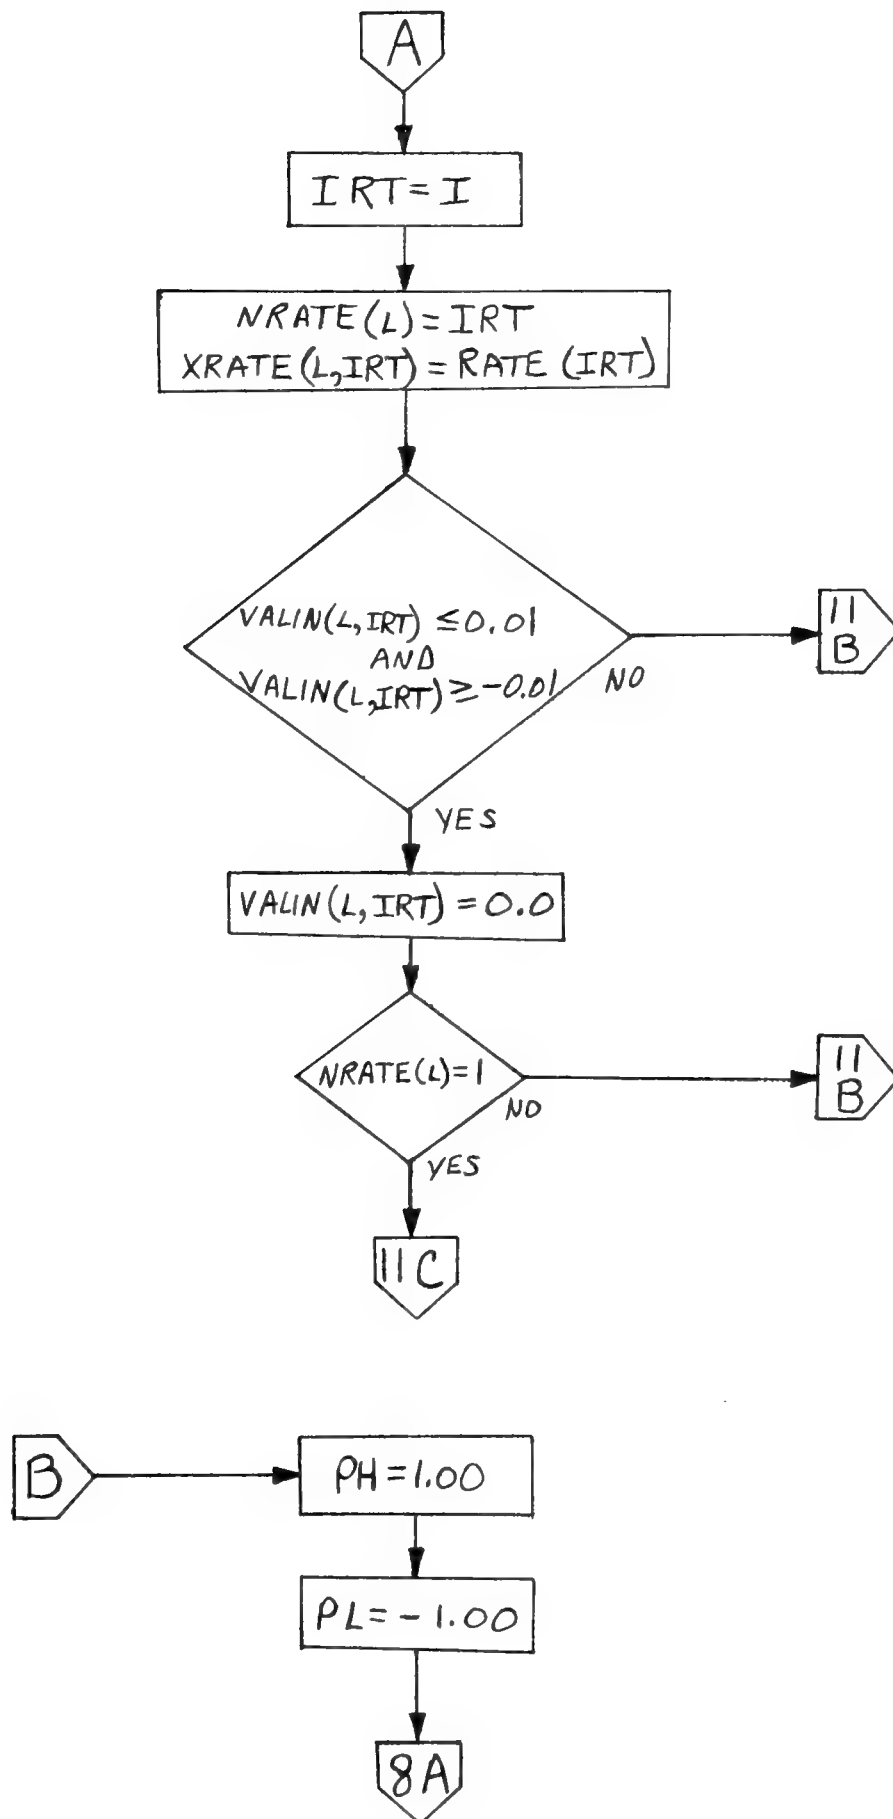 A
IRT=I
NRATE(L)=IRT
XRATE(L,IRT)=RATE(IRT)
VALIN(L,IRT)≤0.01
AND
VALIN(L,IRT)≥-0.01
NO
11
B
YES
VALIN(L,IRT)=0.0
NRATE(L)=1
NO
11
B
YES
11C
B
PH=1.00
PL=-1.00
8A